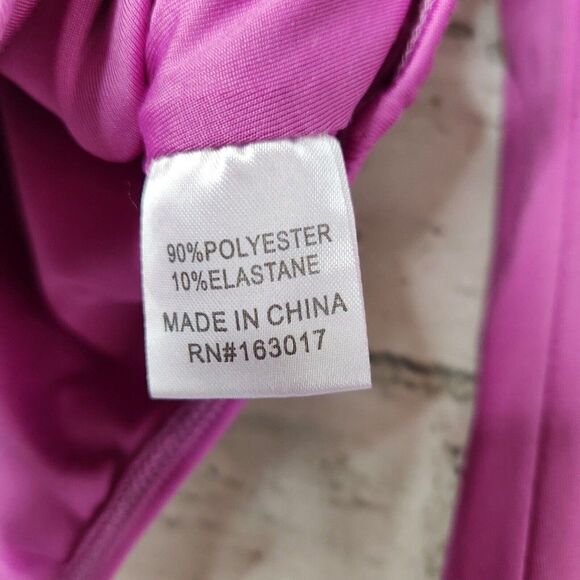 90%POLYESTER
10%ELASTANE
MADE IN CHINA
RN#163017